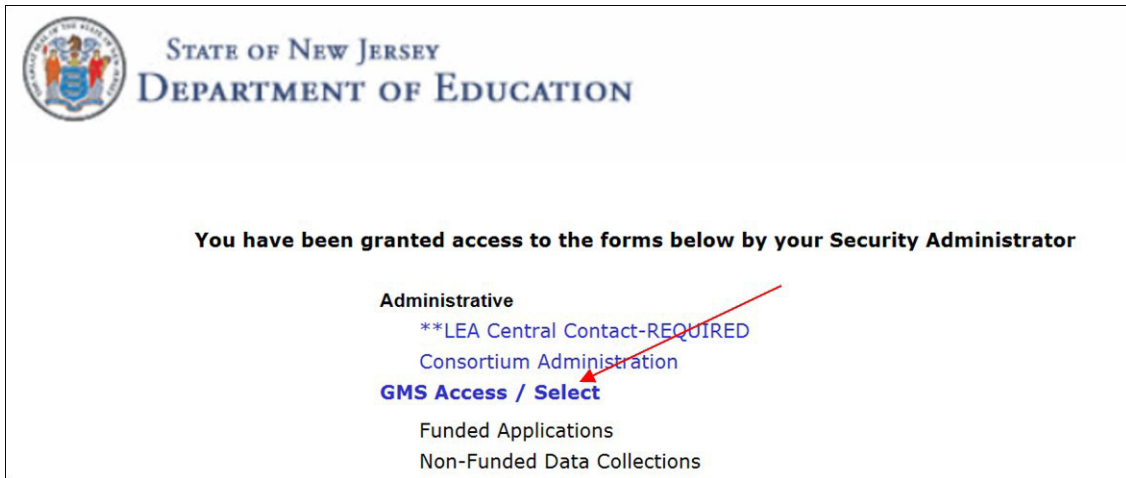 STATE OF NEW JERSEY
DEPARTMENT OF EDUCATION
You have been granted access to the forms below by your Security Administrator
Administrative
**LEA Central Contact-REQUIRED
Consortium Administration
GMS Access / Select
Funded Applications
Non-Funded Data Collections